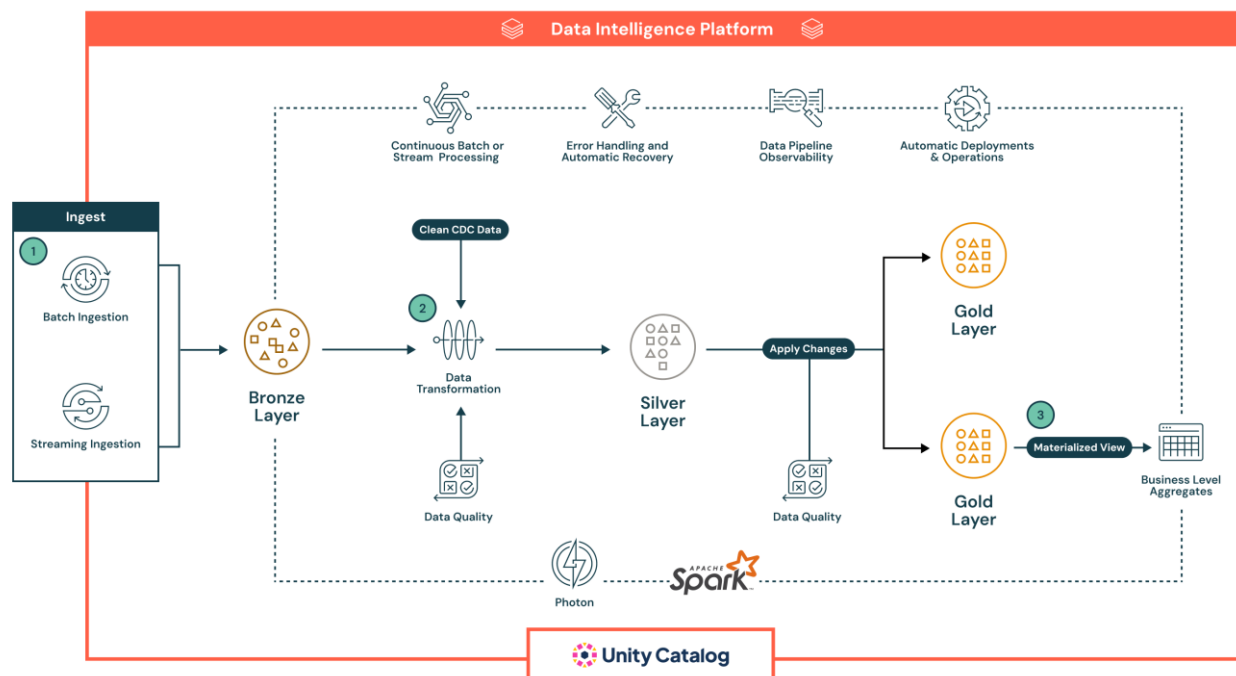 Data Intelligence Platform
Continuous Batch or
Stream Processing
Error Handling and
Automatic Recovery
Data Pipeline
Observability
Automatic Deployments
& Operations
Ingest
1
Batch Ingestion
Streaming Ingestion
Bronze
Layer
Clean CDC Data
2
Data
Transformation
Data Quality
Silver
Layer
Apply Changes
Data Quality
Gold
Layer
Gold
Layer
3
Materialized View
Business Level
Aggregates
Photon
APACHE
Spark
Unity Catalog